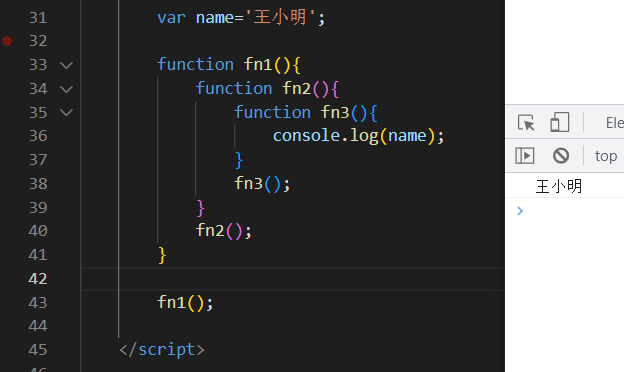 31 var name='王小明';
32
33 function fn1(){
34 function fn2(){
35 function fn3(){
36 console.log(name);
37 }
38 fn3();
39 }
40 fn2();
41 }
42
43 fn1();
44
45 </script>
Ele
top
王小明